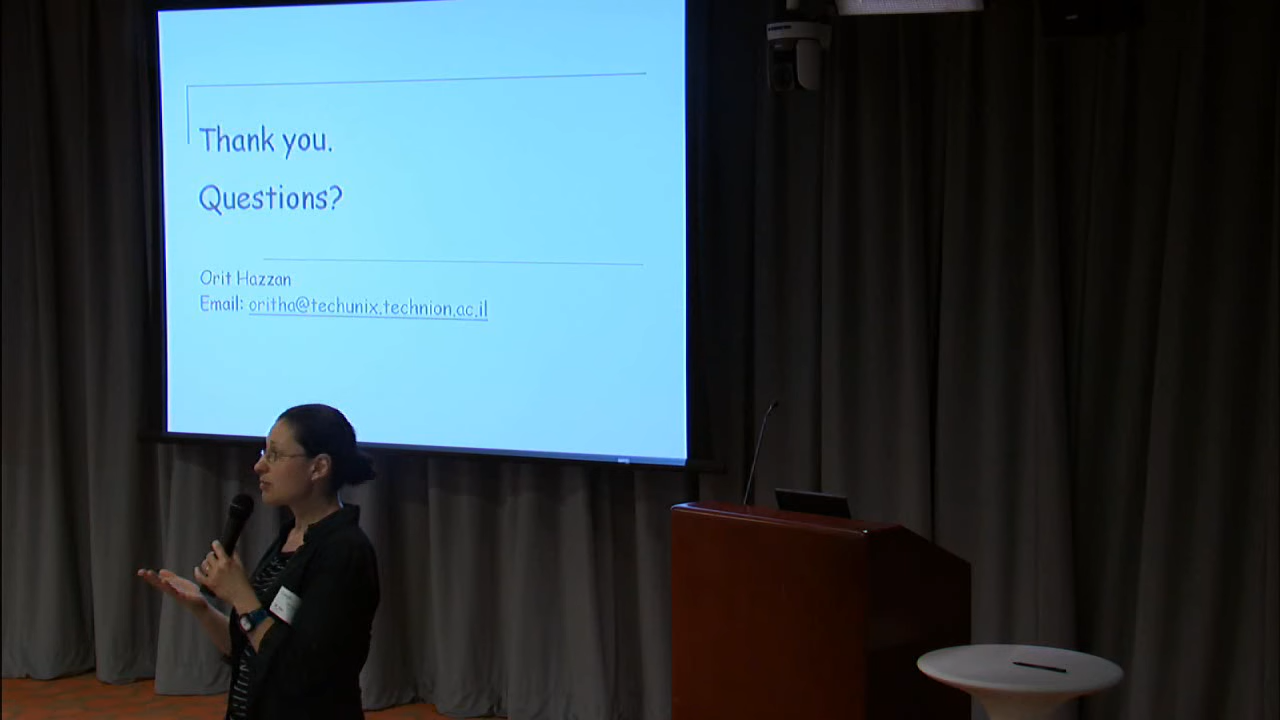 Thank you.
Questions?
Orit Hazzan
Email: oritha@techunix.technion.ac.il